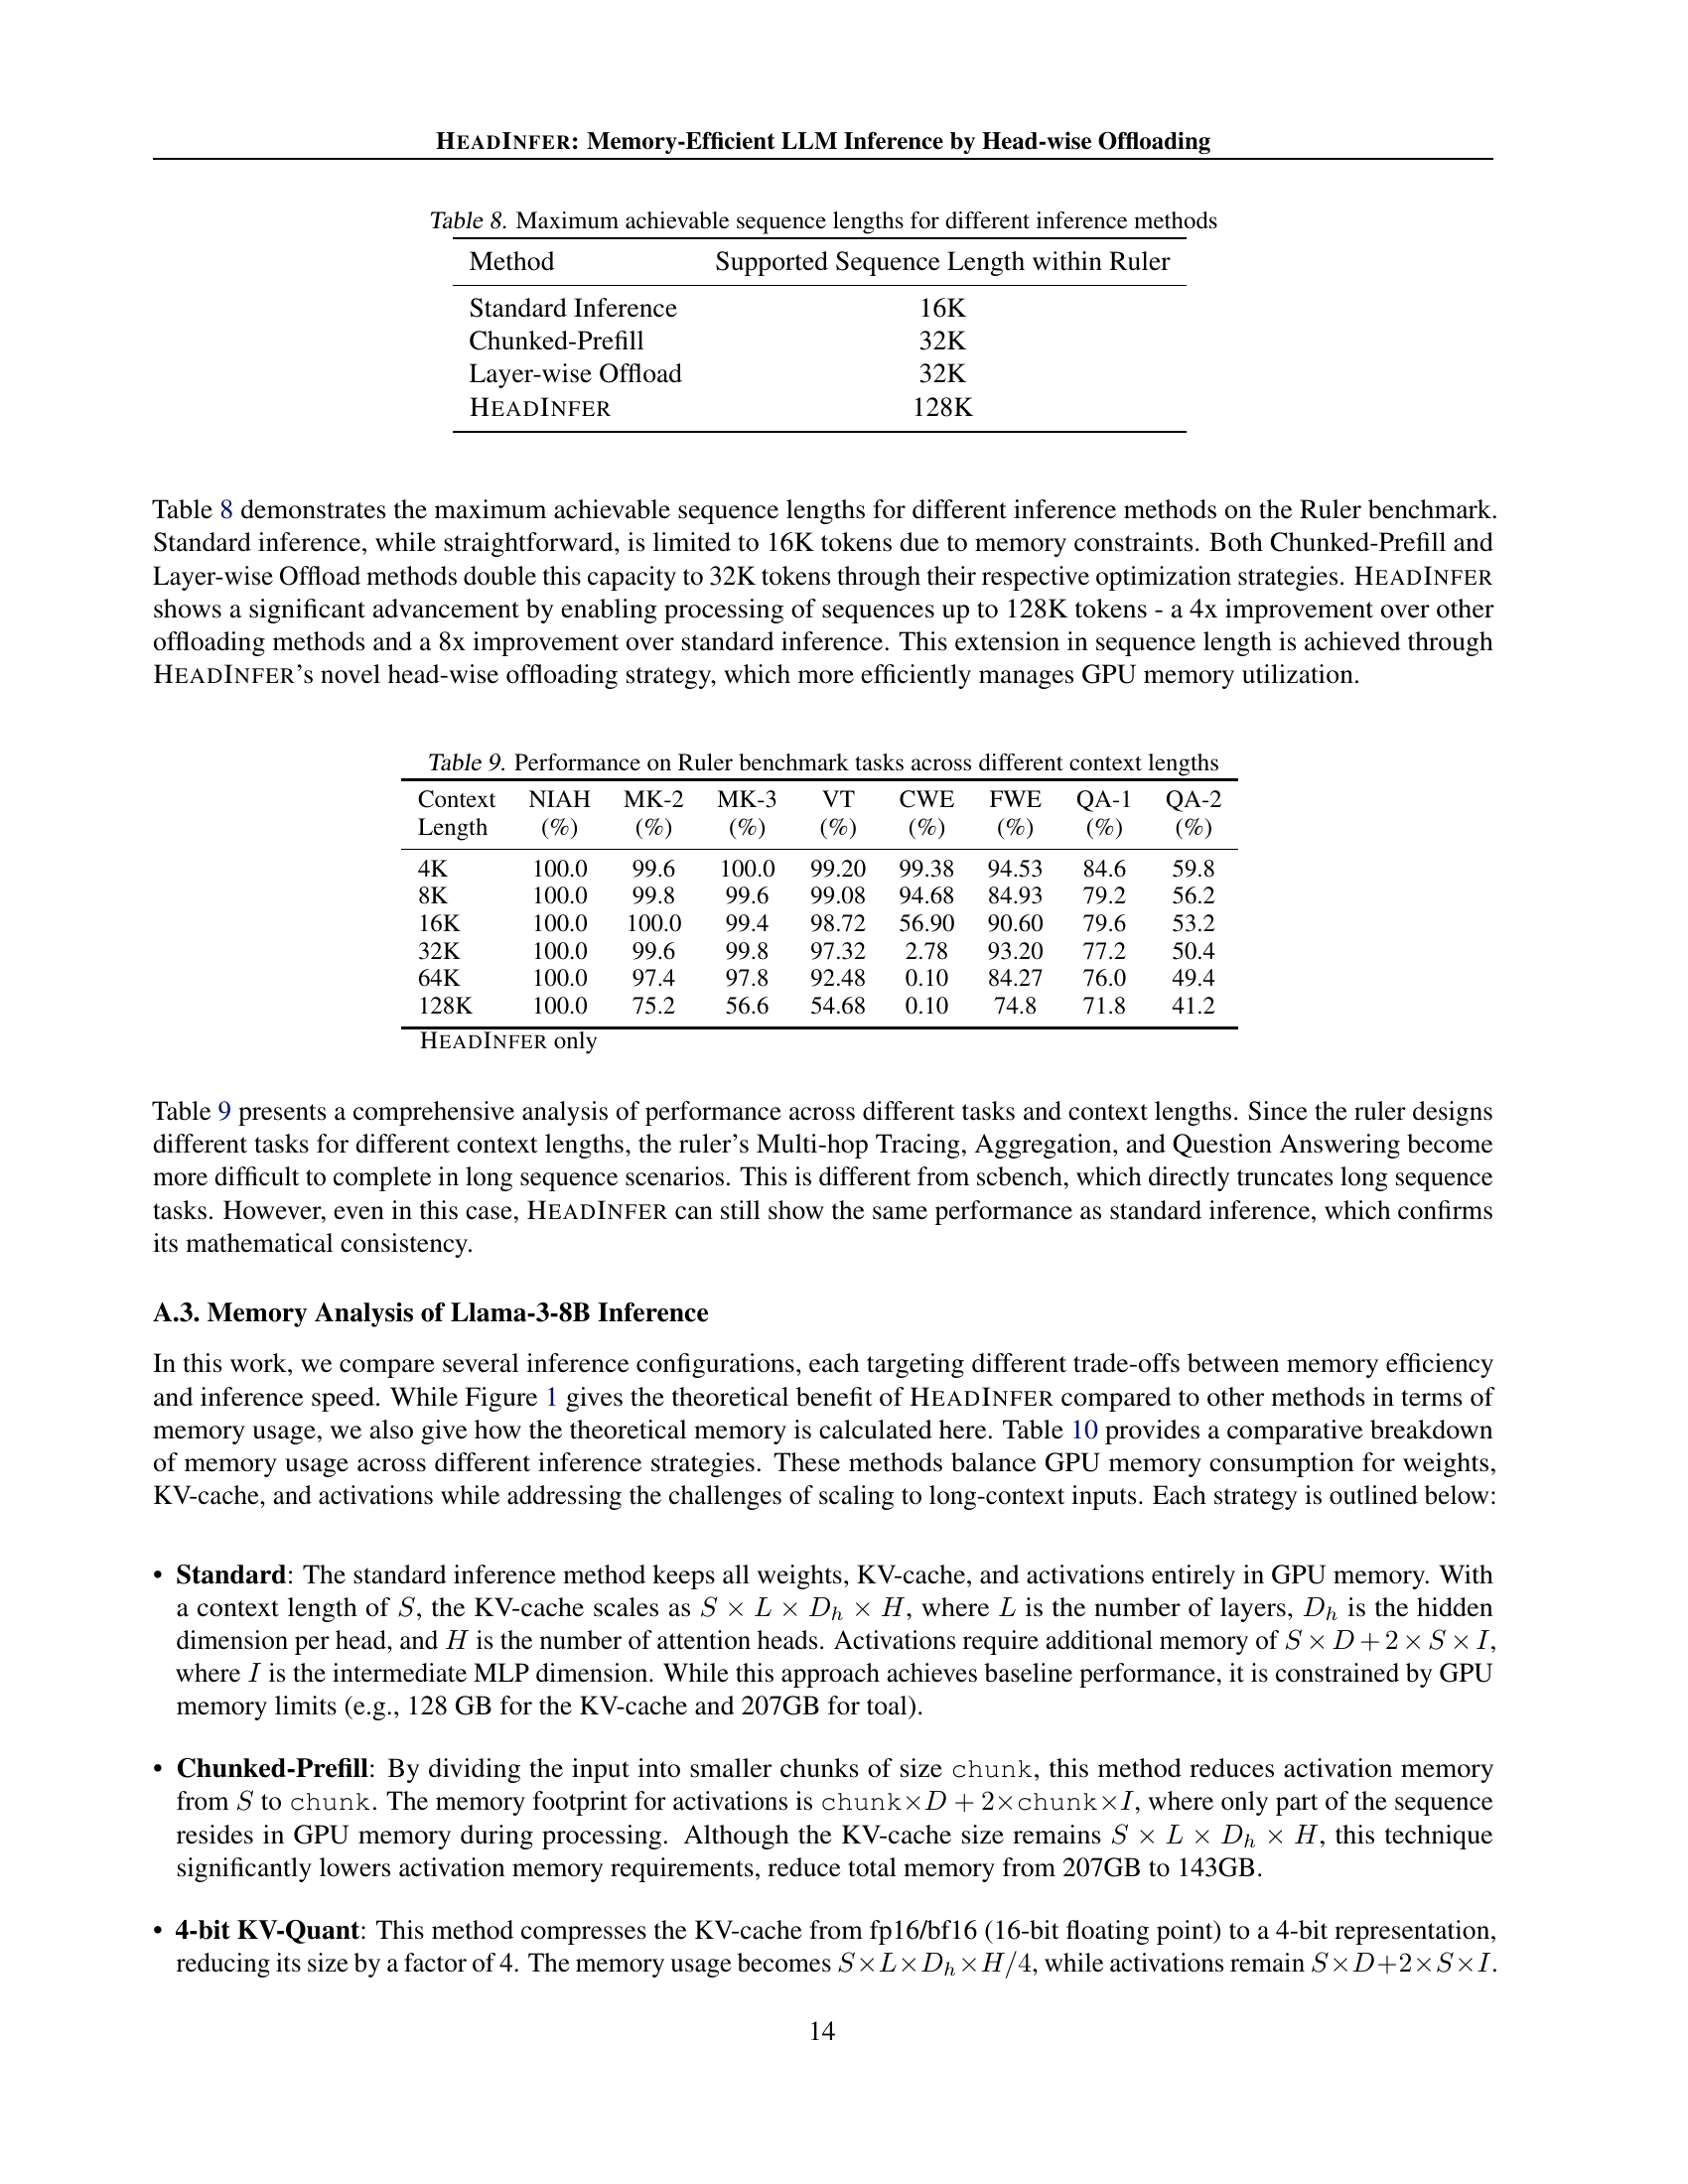 HEADINFER: Memory-Efficient LLM Inference by Head-wise Offloading
Table 8. Maximum achievable sequence lengths for different inference methods
Method Supported Sequence Length within Ruler
Standard Inference 16K
Chunked-Prefill 32K
Layer-wise Offload 32K
HEADINFER 128K
Table 8 demonstrates the maximum achievable sequence lengths for different inference methods on the Ruler benchmark.
Standard inference, while straightforward, is limited to 16K tokens due to memory constraints. Both Chunked-Prefill and
Layer-wise Offload methods double this capacity to 32K tokens through their respective optimization strategies. HEADINFER
shows a significant advancement by enabling processing of sequences up to 128K tokens - a 4x improvement over other
offloading methods and a 8x improvement over standard inference. This extension in sequence length is achieved through
HEADINFER's novel head-wise offloading strategy, which more efficiently manages GPU memory utilization.
Table 9. Performance on Ruler benchmark tasks across different context lengths
Context NIAH MK-2 MK-3 VT CWE FWE QA-1 QA-2
Length (%) (%) (%) (%) (%) (%) (%) (%)
4K 100.0 99.6 100.0 99.20 99.38 94.53 84.6 59.8
8K 100.0 99.8 99.6 99.08 94.68 84.93 79.2 56.2
16K 100.0 100.0 99.4 98.72 56.90 90.60 79.6 53.2
32K 100.0 99.6 99.8 97.32 2.78 93.20 77.2 50.4
64K 100.0 97.4 97.8 92.48 0.10 84.27 76.0 49.4
128K 100.0 75.2 56.6 54.68 0.10 74.8 71.8 41.2
HEADINFER only
Table 9 presents a comprehensive analysis of performance across different tasks and context lengths. Since the ruler designs
different tasks for different context lengths, the ruler's Multi-hop Tracing, Aggregation, and Question Answering become
more difficult to complete in long sequence scenarios. This is different from scbench, which directly truncates long sequence
tasks. However, even in this case, HEADINFER can still show the same performance as standard inference, which confirms
its mathematical consistency.
A.3. Memory Analysis of Llama-3-8B Inference
In this work, we compare several inference configurations, each targeting different trade-offs between memory efficiency
and inference speed. While Figure 1 gives the theoretical benefit of HEADINFER compared to other methods in terms of
memory usage, we also give how the theoretical memory is calculated here. Table 10 provides a comparative breakdown
of memory usage across different inference strategies. These methods balance GPU memory consumption for weights,
KV-cache, and activations while addressing the challenges of scaling to long-context inputs. Each strategy is outlined below:
• Standard: The standard inference method keeps all weights, KV-cache, and activations entirely in GPU memory. With
a context length of S, the KV-cache scales as S × L × D_h × H, where L is the number of layers, D_h is the hidden
dimension per head, and H is the number of attention heads. Activations require additional memory of S × D + 2 × S × I,
where I is the intermediate MLP dimension. While this approach achieves baseline performance, it is constrained by GPU
memory limits (e.g., 128 GB for the KV-cache and 207GB for toal).
• Chunked-Prefill: By dividing the input into smaller chunks of size chunk, this method reduces activation memory
from S to chunk. The memory footprint for activations is chunk×D + 2×chunk×I, where only part of the sequence
resides in GPU memory during processing. Although the KV-cache size remains S × L × D_h × H, this technique
significantly lowers activation memory requirements, reduce total memory from 207GB to 143GB.
• 4-bit KV-Quant: This method compresses the KV-cache from fp16/bf16 (16-bit floating point) to a 4-bit representation,
reducing its size by a factor of 4. The memory usage becomes S×L×D_h×H/4, while activations remain S×D+2×S×I.
14